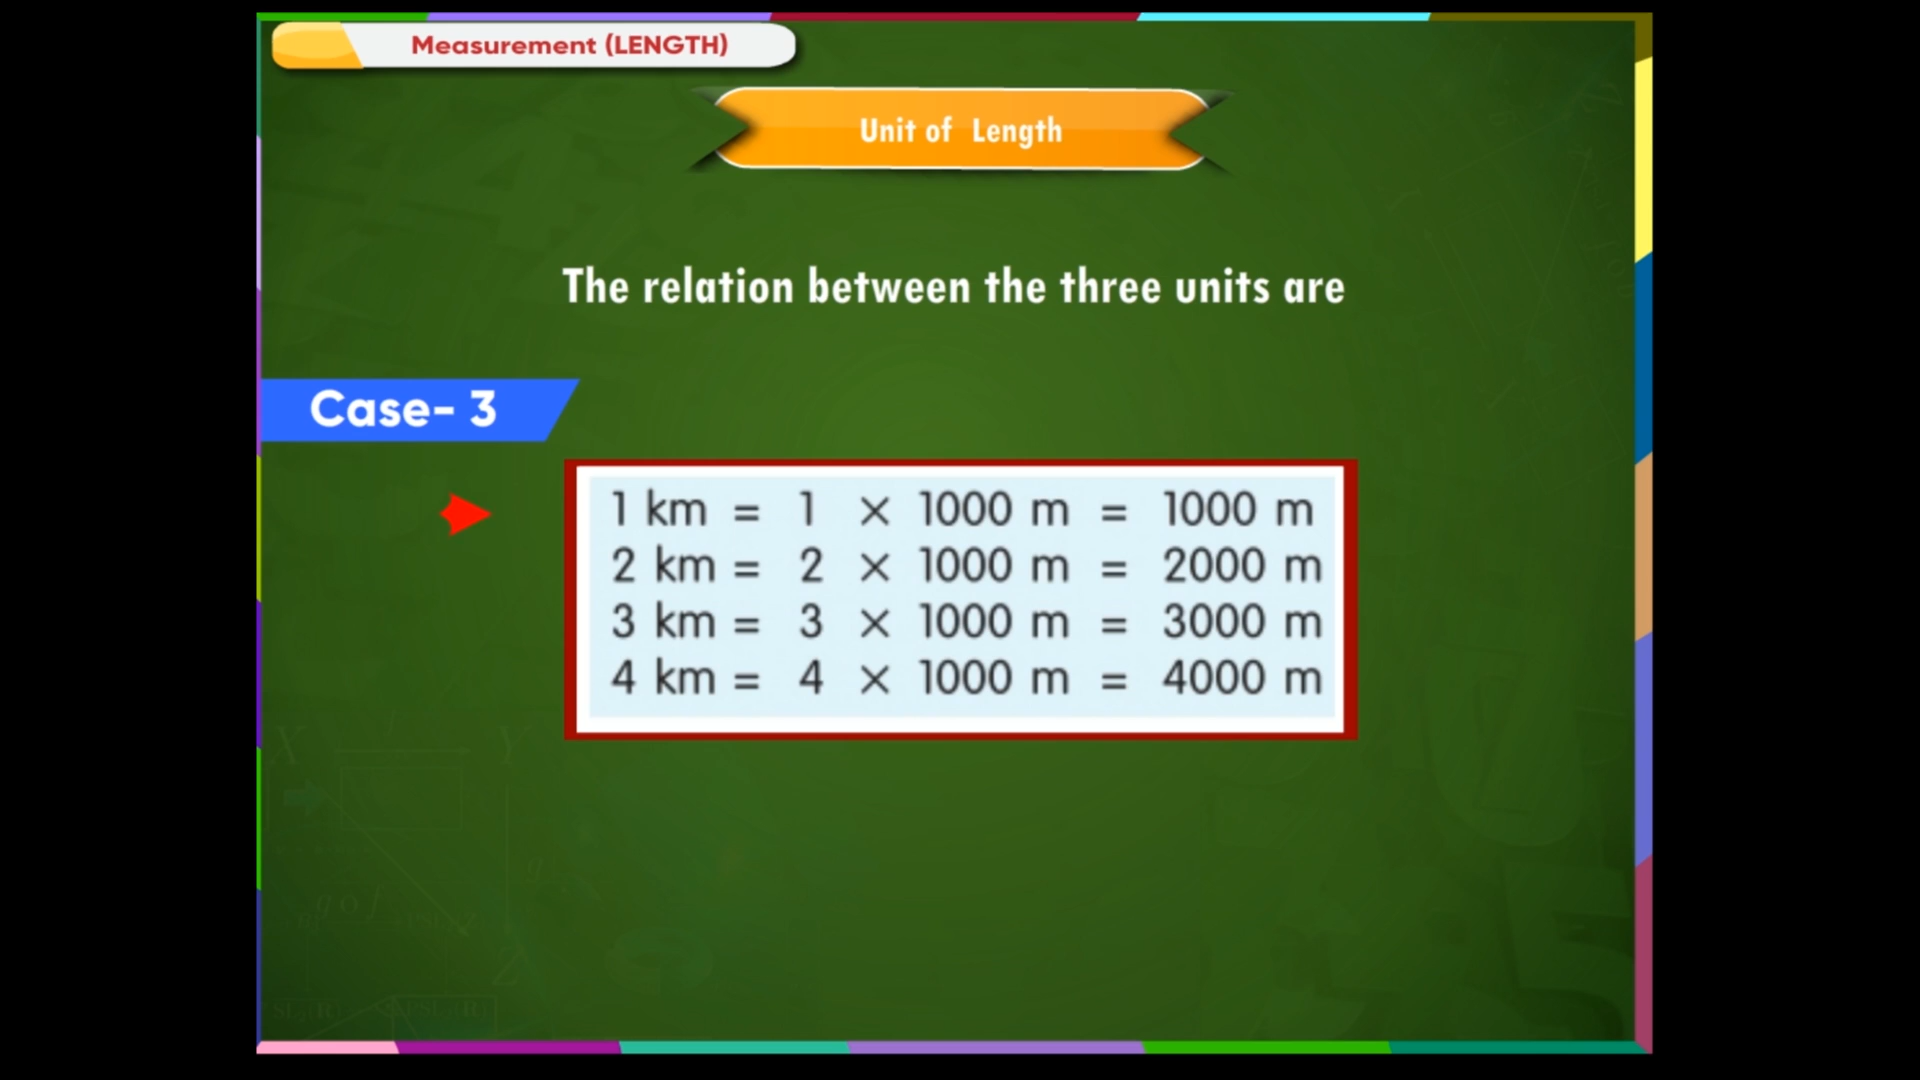 Measurement (LENGTH)
Unit of Length
The relation between the three units are
Case- 3
1 km = 1 × 1000 m = 1000 m
2 km = 2 × 1000 m = 2000 m
3 km = 3 × 1000 m = 3000 m
4 km = 4 × 1000 m = 4000 m